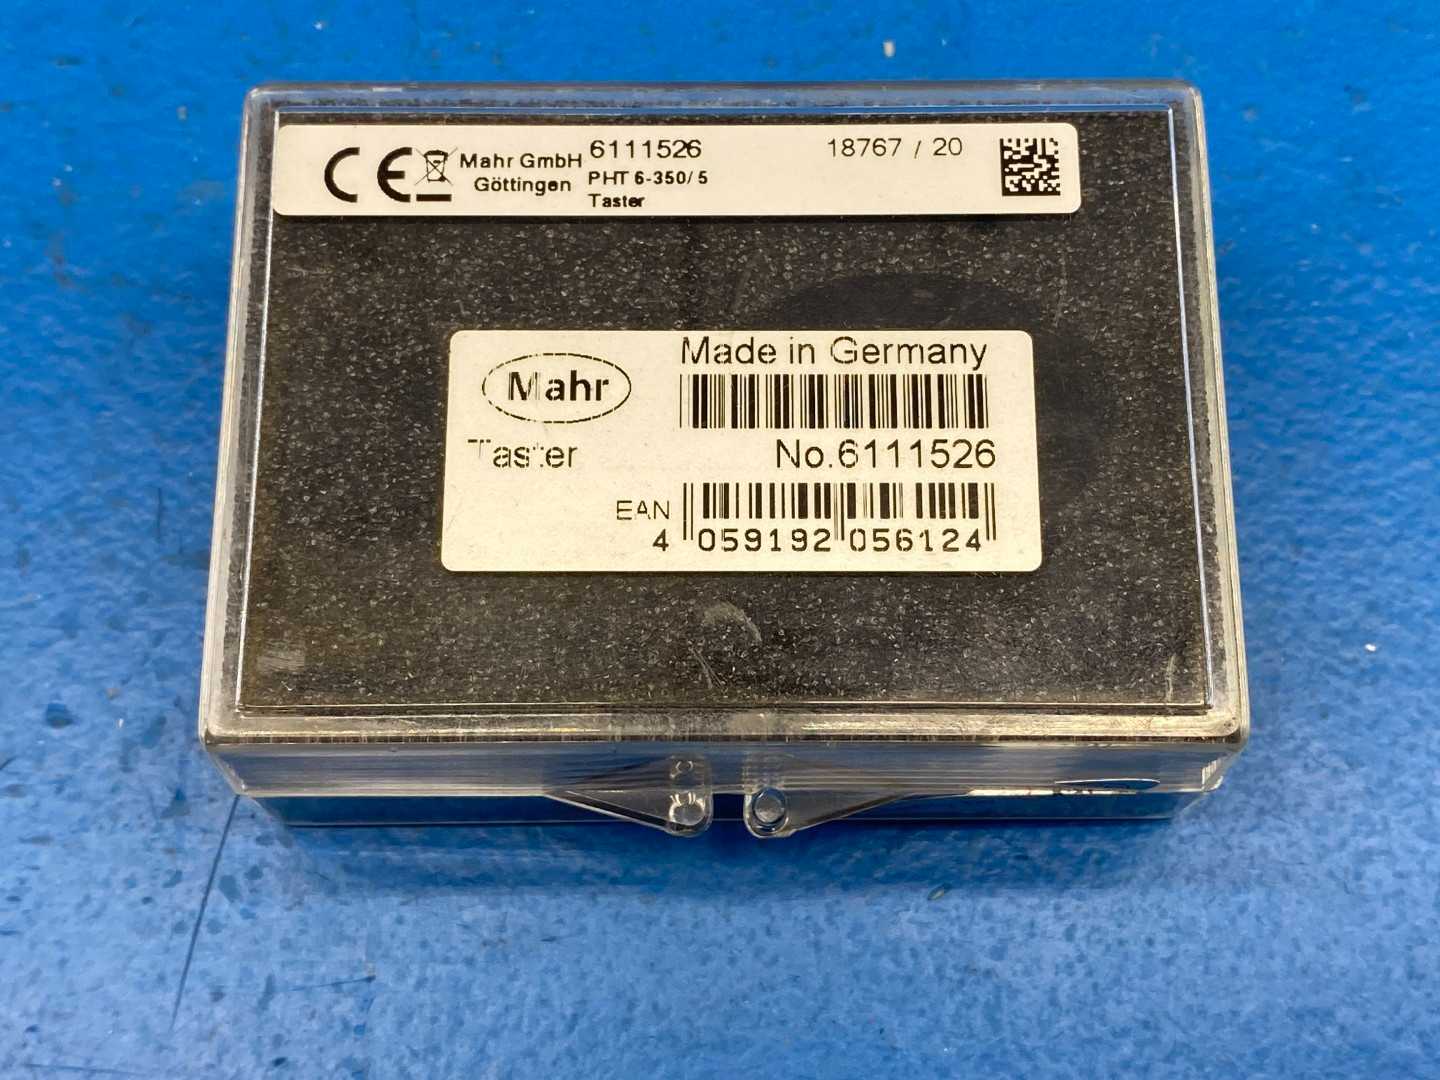 Mahr GmbH
Göttingen
6111526
PHT 6-350/5
Taster
18767 / 20
Mahr
Made in Germany
Taster
No.6111526
EAN
4 059192 056124